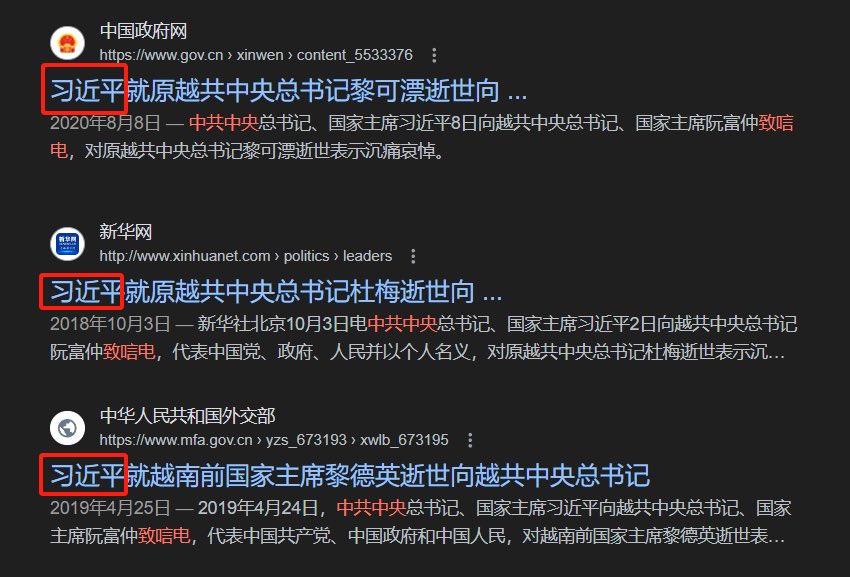 中国政府网
https://www.gov.cn › xinwen › content_5533376
习近平就原越共中央总书记黎可漂逝世向 ...
2020年8月8日 — 中共中央总书记、国家主席习近平8日向越共中央总书记、国家主席阮富仲致唁
电，对原越共中央总书记黎可漂逝世表示沉痛哀悼。
新华网
新华网
http://www.xinhuanet.com › politics › leaders
习近平就原越共中央总书记杜梅逝世向 ...
2018年10月3日 — 新华社北京10月3日电中共中央总书记、国家主席习近平2日向越共中央总书记
阮富仲致唁电，代表中国党、政府、人民并以个人名义，对原越共中央总书记杜梅逝世表示沉...
中华人民共和国外交部
https://www.mfa.gov.cn › yzs_673193 › xwlb_673195
习近平就越南前国家主席黎德英逝世向越共中央总书记
2019年4月25日 — 2019年4月24日，中共中央总书记、国家主席习近平向越共中央总书记、国家
主席阮富仲致唁电，代表中国共产党、中国政府和中国人民，对越南前国家主席黎德英逝世表...